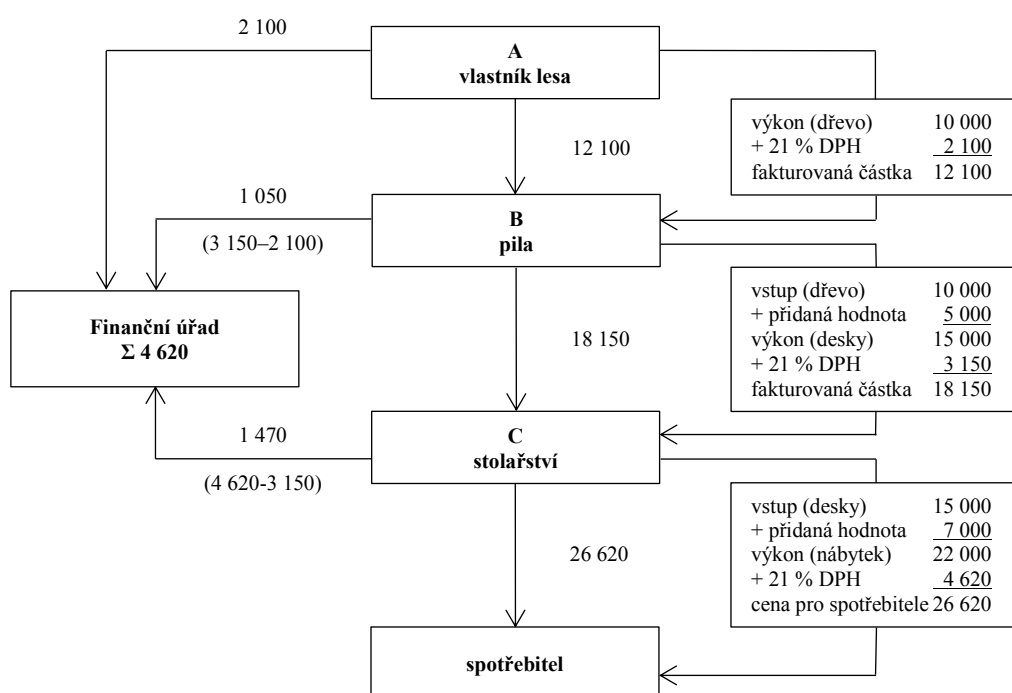 2 100
A
vlastník lesa
12 100
výkon (dřevo) 10 000
+ 21 % DPH 2 100
fakturovaná částka 12 100
1 050
(3 150–2 100)
B
pila
18 150
vstup (dřevo) 10 000
+ přidaná hodnota 5 000
výkon (desky) 15 000
+ 21 % DPH 3 150
fakturovaná částka 18 150
Finanční úřad
Σ 4 620
1 470
(4 620-3 150)
C
stolařství
26 620
vstup (desky) 15 000
+ přidaná hodnota 7 000
výkon (nábytek) 22 000
+ 21 % DPH 4 620
cena pro spotřebitele 26 620
spotřebitel